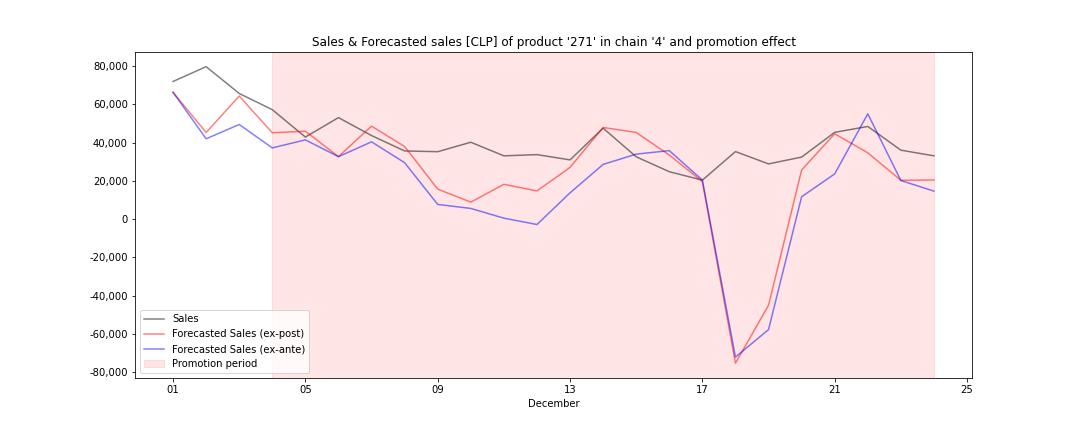 Sales & Forecasted sales [CLP] of product '271' in chain '4' and promotion effect
80,000
60,000
40,000
20,000
0
-20,000
-40,000
-60,000
-80,000
Sales
Forecasted Sales (ex-post)
Forecasted Sales (ex-ante)
Promotion period
01 05 09 13 17 21 25
December